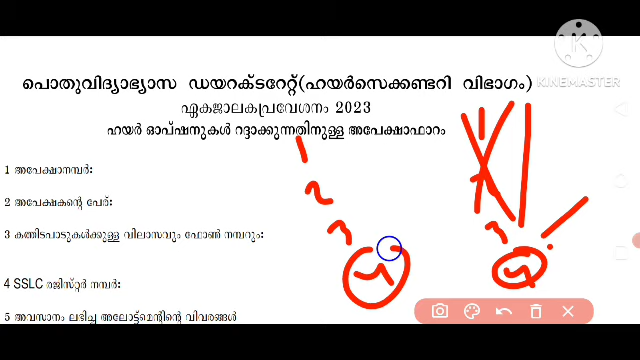 KINEMASTER
പൊതുവിദ്യാഭ്യാസ ഡയറക്ടറേറ്റ്(ഹയർസെക്കണ്ടറി വിഭാഗം)
ഏകജാലകപ്രവേശനം 2023
ഹയർ ഓപ്ഷനുകൾ റദ്ദാക്കുന്നതിനുള്ള അപേക്ഷാഫാറം
1 അപേക്ഷാനമ്പർ:
2 അപേക്ഷകന്റെ പേര്:
3 കത്തിടപാടുകൾക്കുള്ള വിലാസവും ഫോൺ നമ്പറും:
4 SSLC രജിസ്റ്റർ നമ്പർ:
5 അവസാനം ലഭിച്ച അലോട്ട്മെന്റിന്റെ വിവരങ്ങൾ